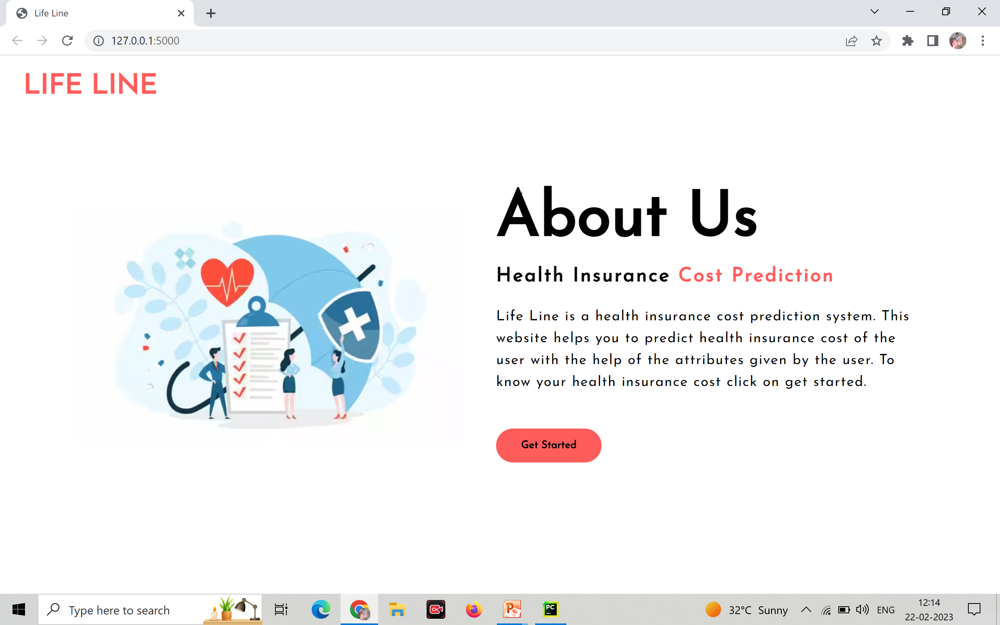 Life Line
127.0.0.1:5000
LIFE LINE
About Us
Health Insurance Cost Prediction
Life Line is a health insurance cost prediction system. This
website helps you to predict health insurance cost of the
user with the help of the attributes given by the user. To
know your health insurance cost click on get started.
Get Started
Type here to search
PC
32°C Sunny
ENG
12:14
22-02-2023